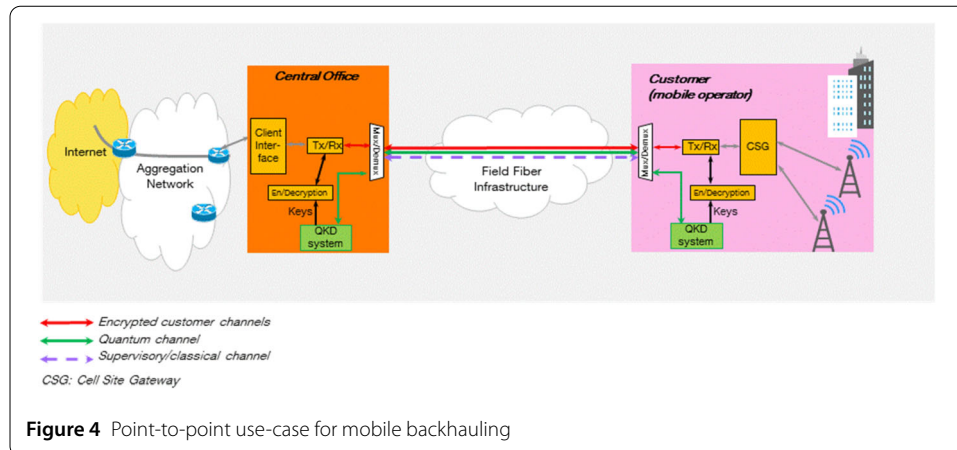 Internet
Aggregation
Network
Central Office
Client
Inter-
face
Tx/Rx
Mux/Demux
En/Decryption
Keys
QKD
system
Field Fiber
Infrastructure
Customer
(mobile operator)
Mux/Demux
Tx/Rx
CSG
En/Decryption
Keys
QKD
system
Encrypted customer channels
Quantum channel
Supervisory/classical channel
CSG: Cell Site Gateway
Figure 4 Point-to-point use-case for mobile backhauling